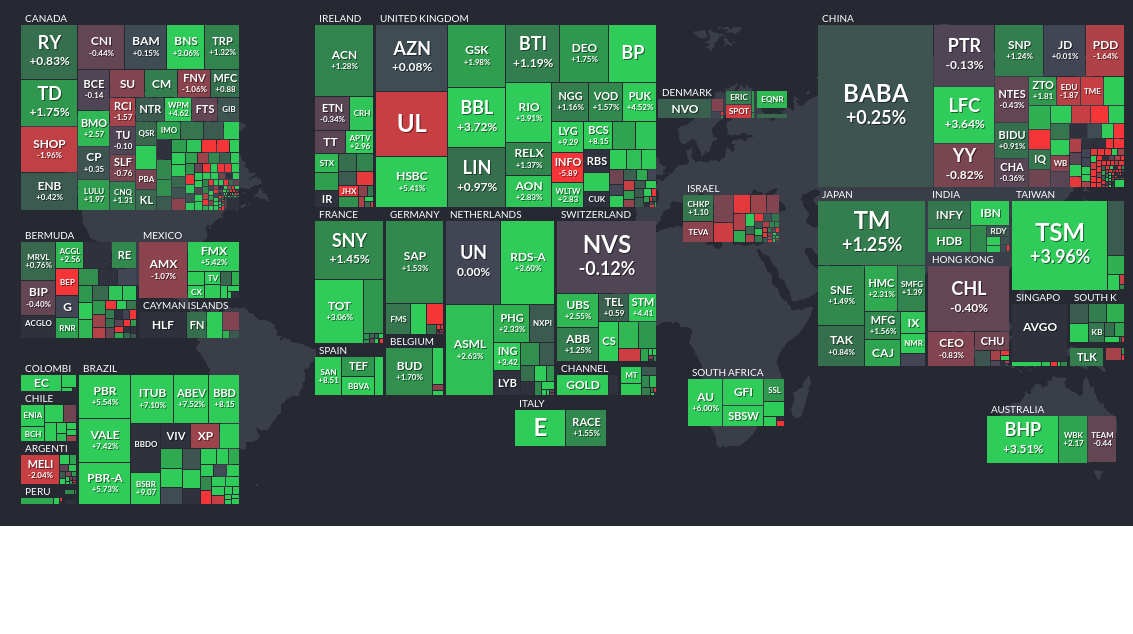 CANADA
RY
+0.83%
CNI
-0.44%
BAM
+0.15%
BNS
+3.06%
TRP
+1.32%
TD
+1.75%
BCE
-0.14
SU
CM
FNV
-1.06%
MFC
+0.88
RCI
-1.57
NTR
WPM
+4.62
FTS
GIB
BMO
+2.57
TU
-0.10
QSR
IMO
SHOP
-1.96%
CP
+0.35
SLF
-0.76
PBA
ENB
+0.42%
LULU
+1.97
CNQ
+1.31
KL
BERMUDA
MRVL
+0.76%
AGCL
+2.56
RE
BEP
BIP
-0.40%
G
ACGLO
RNR
MEXICO
AMX
-1.07%
FMX
+5.42%
TV
CX
CAYMAN ISLANDS
HLF
FN
COLOMBI
EC
CHILE
ENIA
BCH
ARGENTI
MELI
-2.04%
PERU
BRAZIL
PBR
+5.54%
ITUB
+7.10%
ABEV
+7.52%
BBD
+8.15
VALE
+7.42%
BBDO
VIV
XP
PBR-A
+5.73%
BSBR
+9.07
IRELAND
ACN
+1.28%
ETN
-0.34%
CRH
TT
APTV
+2.96
STX
JHX
IR
UNITED KINGDOM
AZN
+0.08%
GSK
+1.98%
BTI
+1.19%
DEO
+1.75%
BP
UL
BBL
+3.72%
RIO
+3.91%
NGG
+1.16%
VOD
+1.57%
PUK
+4.52%
LYG
+9.29
BCS
+8.15
HSBC
+5.41%
LIN
+0.97%
RELX
+1.37%
INFO
-5.89
RBS
AON
+2.83%
WLTW
+2.83
CUK
FRANCE
SNY
+1.45%
TOT
+3.06%
GERMANY
SAP
+1.53%
FMS
BELGIUM
BUD
+1.70%
SPAIN
SAN
+8.51
TEF
BBVA
NETHERLANDS
UN
0.00%
RDS-A
+3.60%
ASML
+2.63%
PHG
+2.33%
NXPI
ING
+3.42
LYB
SWITZERLAND
NVS
-0.12%
UBS
+2.55%
TEL
+0.59
STM
+4.41
ABB
+1.25%
CS
CHANNEL
GOLD
MT
ITALY
E
RACE
+1.55%
DENMARK
NVO
ERIC
SPOT
EQNR
ISRAEL
CHKP
+1.10
TEVA
SOUTH AFRICA
AU
+6.00%
GFI
SSL
SBSW
CHINA
BABA
+0.25%
PTR
-0.13%
SNP
+1.24%
JD
+0.01%
PDD
-1.64%
LFC
+3.64%
NTES
-0.43%
ZTO
+1.81
EDU
-1.87
TME
BIDU
+0.91%
YY
-0.82%
CHA
-0.36%
IQ
WB
JAPAN
TM
+1.25%
SNE
+1.49%
HMC
+2.31%
SMFG
+1.39
MFG
+1.56%
IX
TAK
+0.84%
CAJ
NMR
INDIA
INFY
IBN
HDB
RDY
HONG KONG
CHL
-0.40%
CEO
-0.83%
CHU
TAIWAN
TSM
+3.96%
SINGAPO
AVGO
SOUTH K
KB
TLK
AUSTRALIA
BHP
+3.51%
WBK
+2.17
TEAM
-0.44